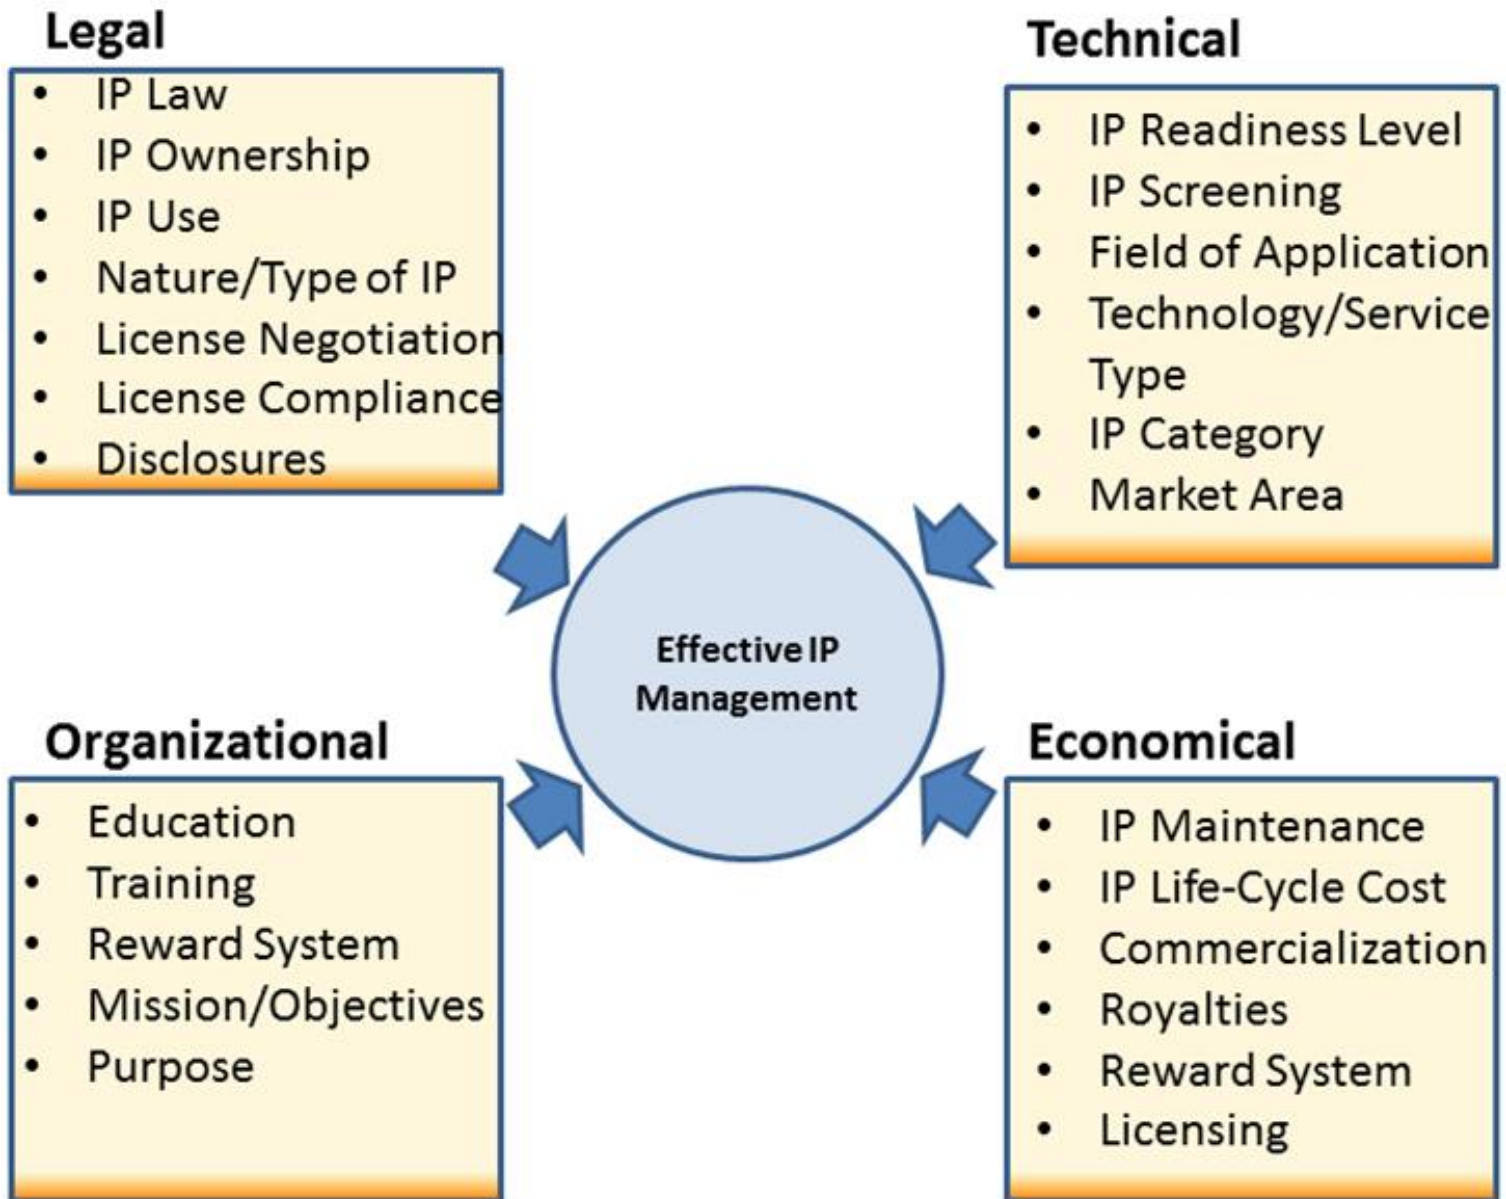 Legal
• IP Law
• IP Ownership
• IP Use
• Nature/Type of IP
• License Negotiation
• License Compliance
• Disclosures
Technical
• IP Readiness Level
• IP Screening
• Field of Application
• Technology/Service
Type
• IP Category
• Market Area
Effective IP
Management
Organizational
• Education
• Training
• Reward System
• Mission/Objectives
• Purpose
Economical
• IP Maintenance
• IP Life-Cycle Cost
• Commercialization
• Royalties
• Reward System
• Licensing